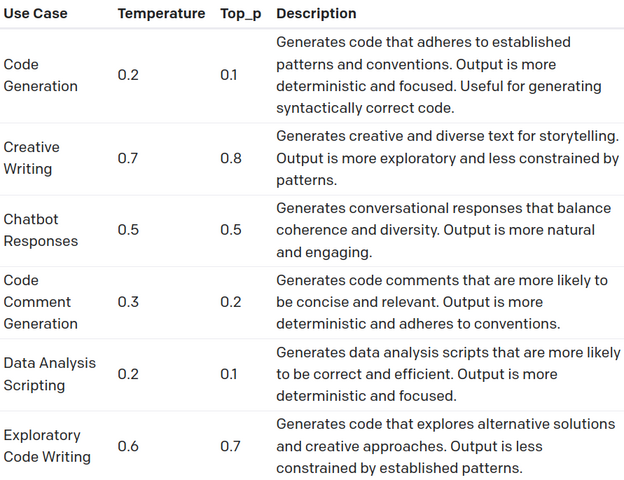 Use Case Temperature Top_p Description
Code Generation 0.2 0.1 Generates code that adheres to established
patterns and conventions. Output is more
deterministic and focused. Useful for generating
syntactically correct code.
Creative Writing 0.7 0.8 Generates creative and diverse text for storytelling.
Output is more exploratory and less constrained by
patterns.
Chatbot Responses 0.5 0.5 Generates conversational responses that balance
coherence and diversity. Output is more natural
and engaging.
Code Comment Generation 0.3 0.2 Generates code comments that are more likely to
be concise and relevant. Output is more
deterministic and adheres to conventions.
Data Analysis Scripting 0.2 0.1 Generates data analysis scripts that are more likely
to be correct and efficient. Output is more
deterministic and focused.
Exploratory Code Writing 0.6 0.7 Generates code that explores alternative solutions
and creative approaches. Output is less
constrained by established patterns.